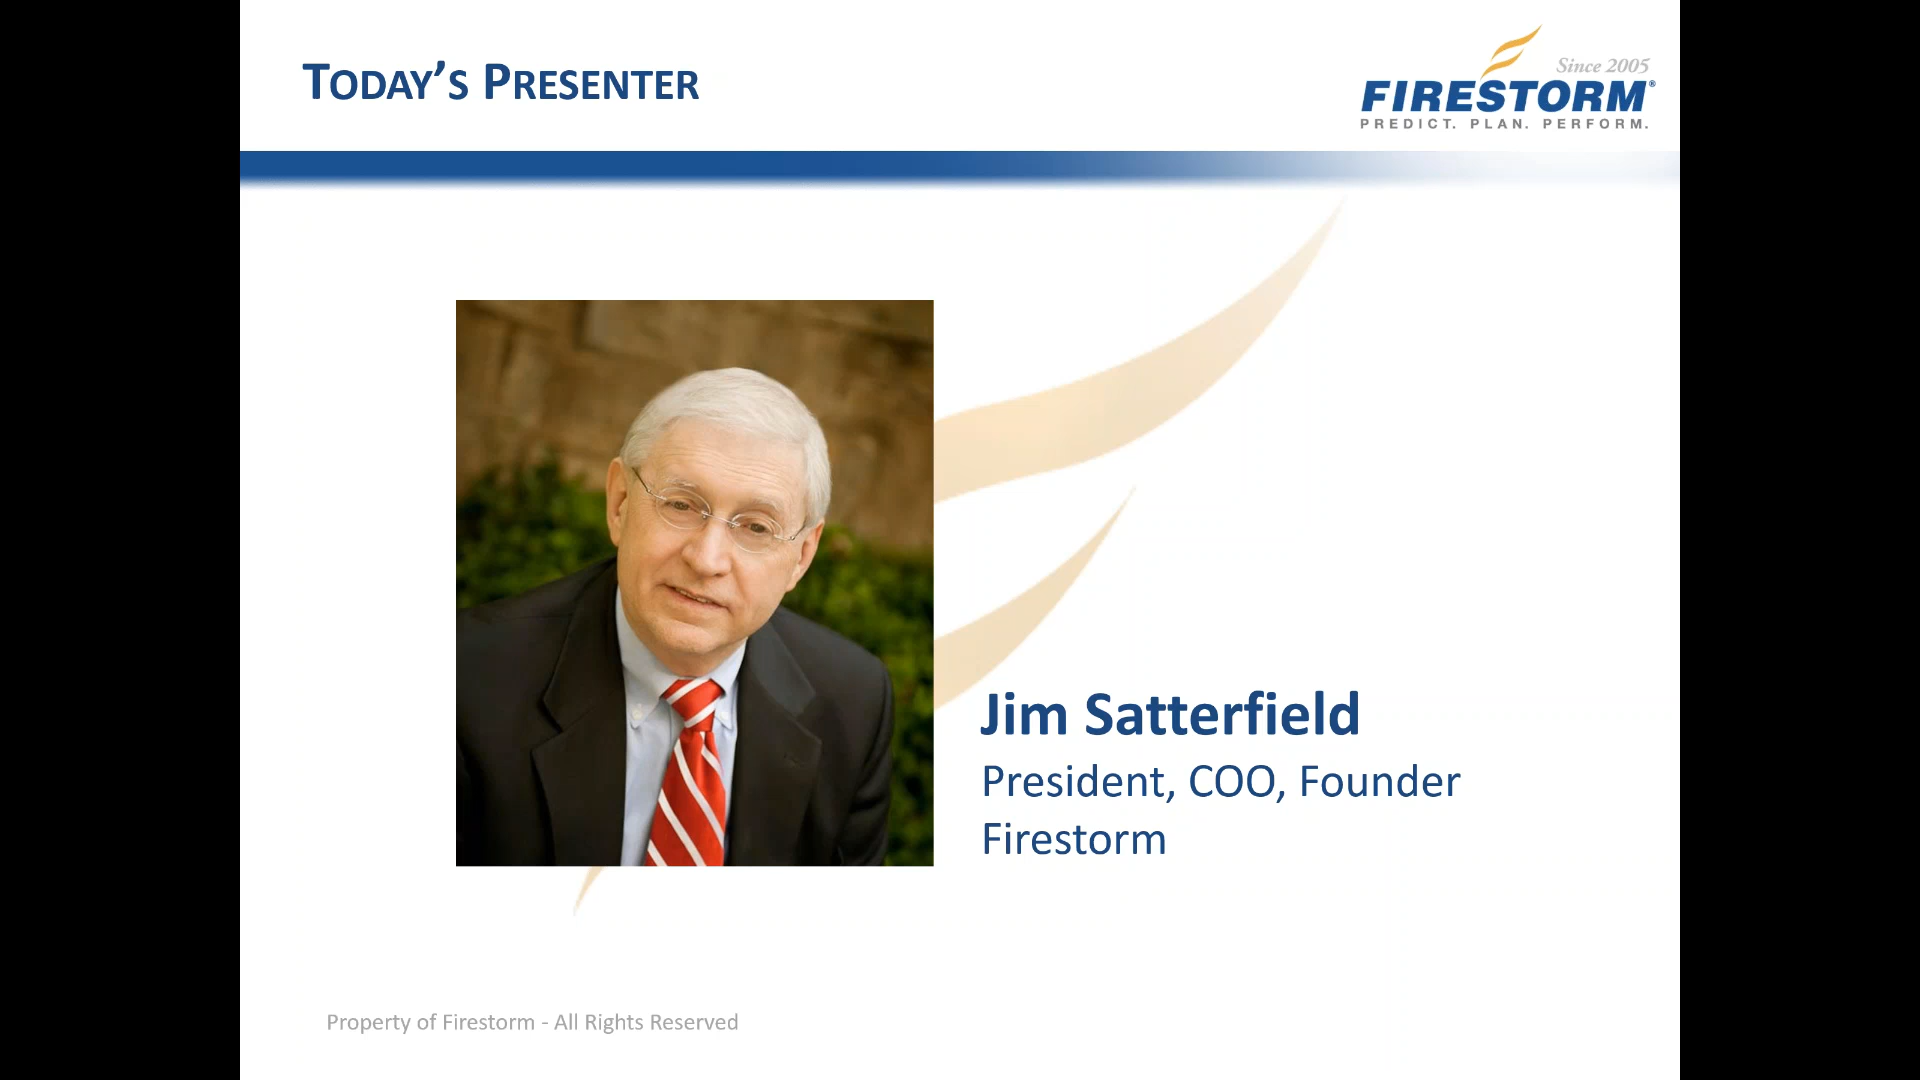 TODAY'S PRESENTER
Since 2005
FIRESTORM®
PREDICT. PLAN. PERFORM.
Jim Satterfield
President, COO, Founder
Firestorm
Property of Firestorm - All Rights Reserved